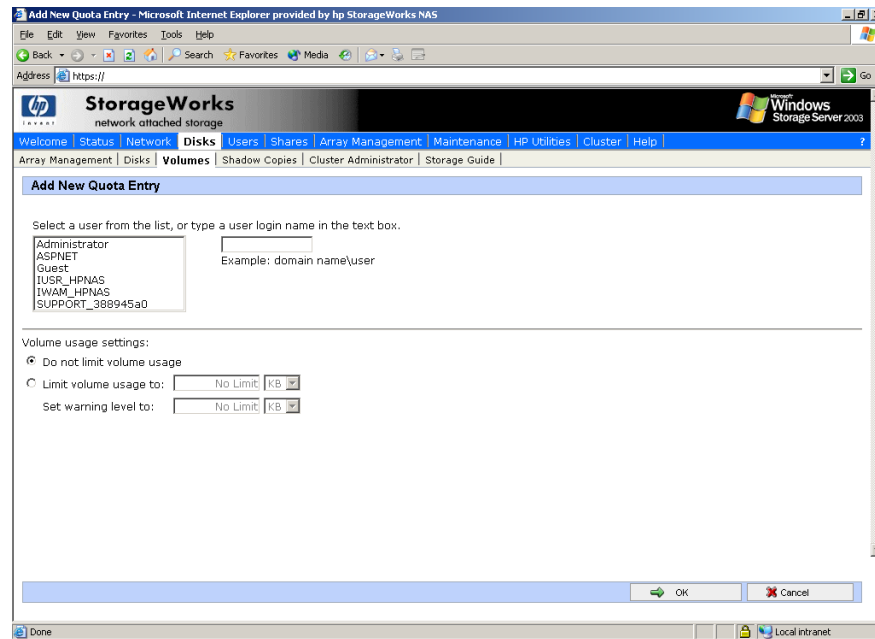 Add New Quota Entry - Microsoft Internet Explorer provided by hp StorageWorks NAS
File Edit View Favorites Tools Help
Back Search Favorites Media
Address https:// Go
hp
invent
StorageWorks
network attached storage
Microsoft
Windows
Storage Server 2003
Welcome | Status | Network | Disks | Users | Shares | Array Management | Maintenance | HP Utilities | Cluster | Help | ?
Array Management | Disks | Volumes | Shadow Copies | Cluster Administrator | Storage Guide |
Add New Quota Entry
Select a user from the list, or type a user login name in the text box.
Administrator
ASPNET
Guest
IUSR_HPNAS
IWAM_HPNAS
SUPPORT_388945a0
Example: domain name\user
Volume usage settings:
Do not limit volume usage
Limit volume usage to: No Limit KB
Set warning level to: No Limit KB
OK Cancel
Done Local intranet